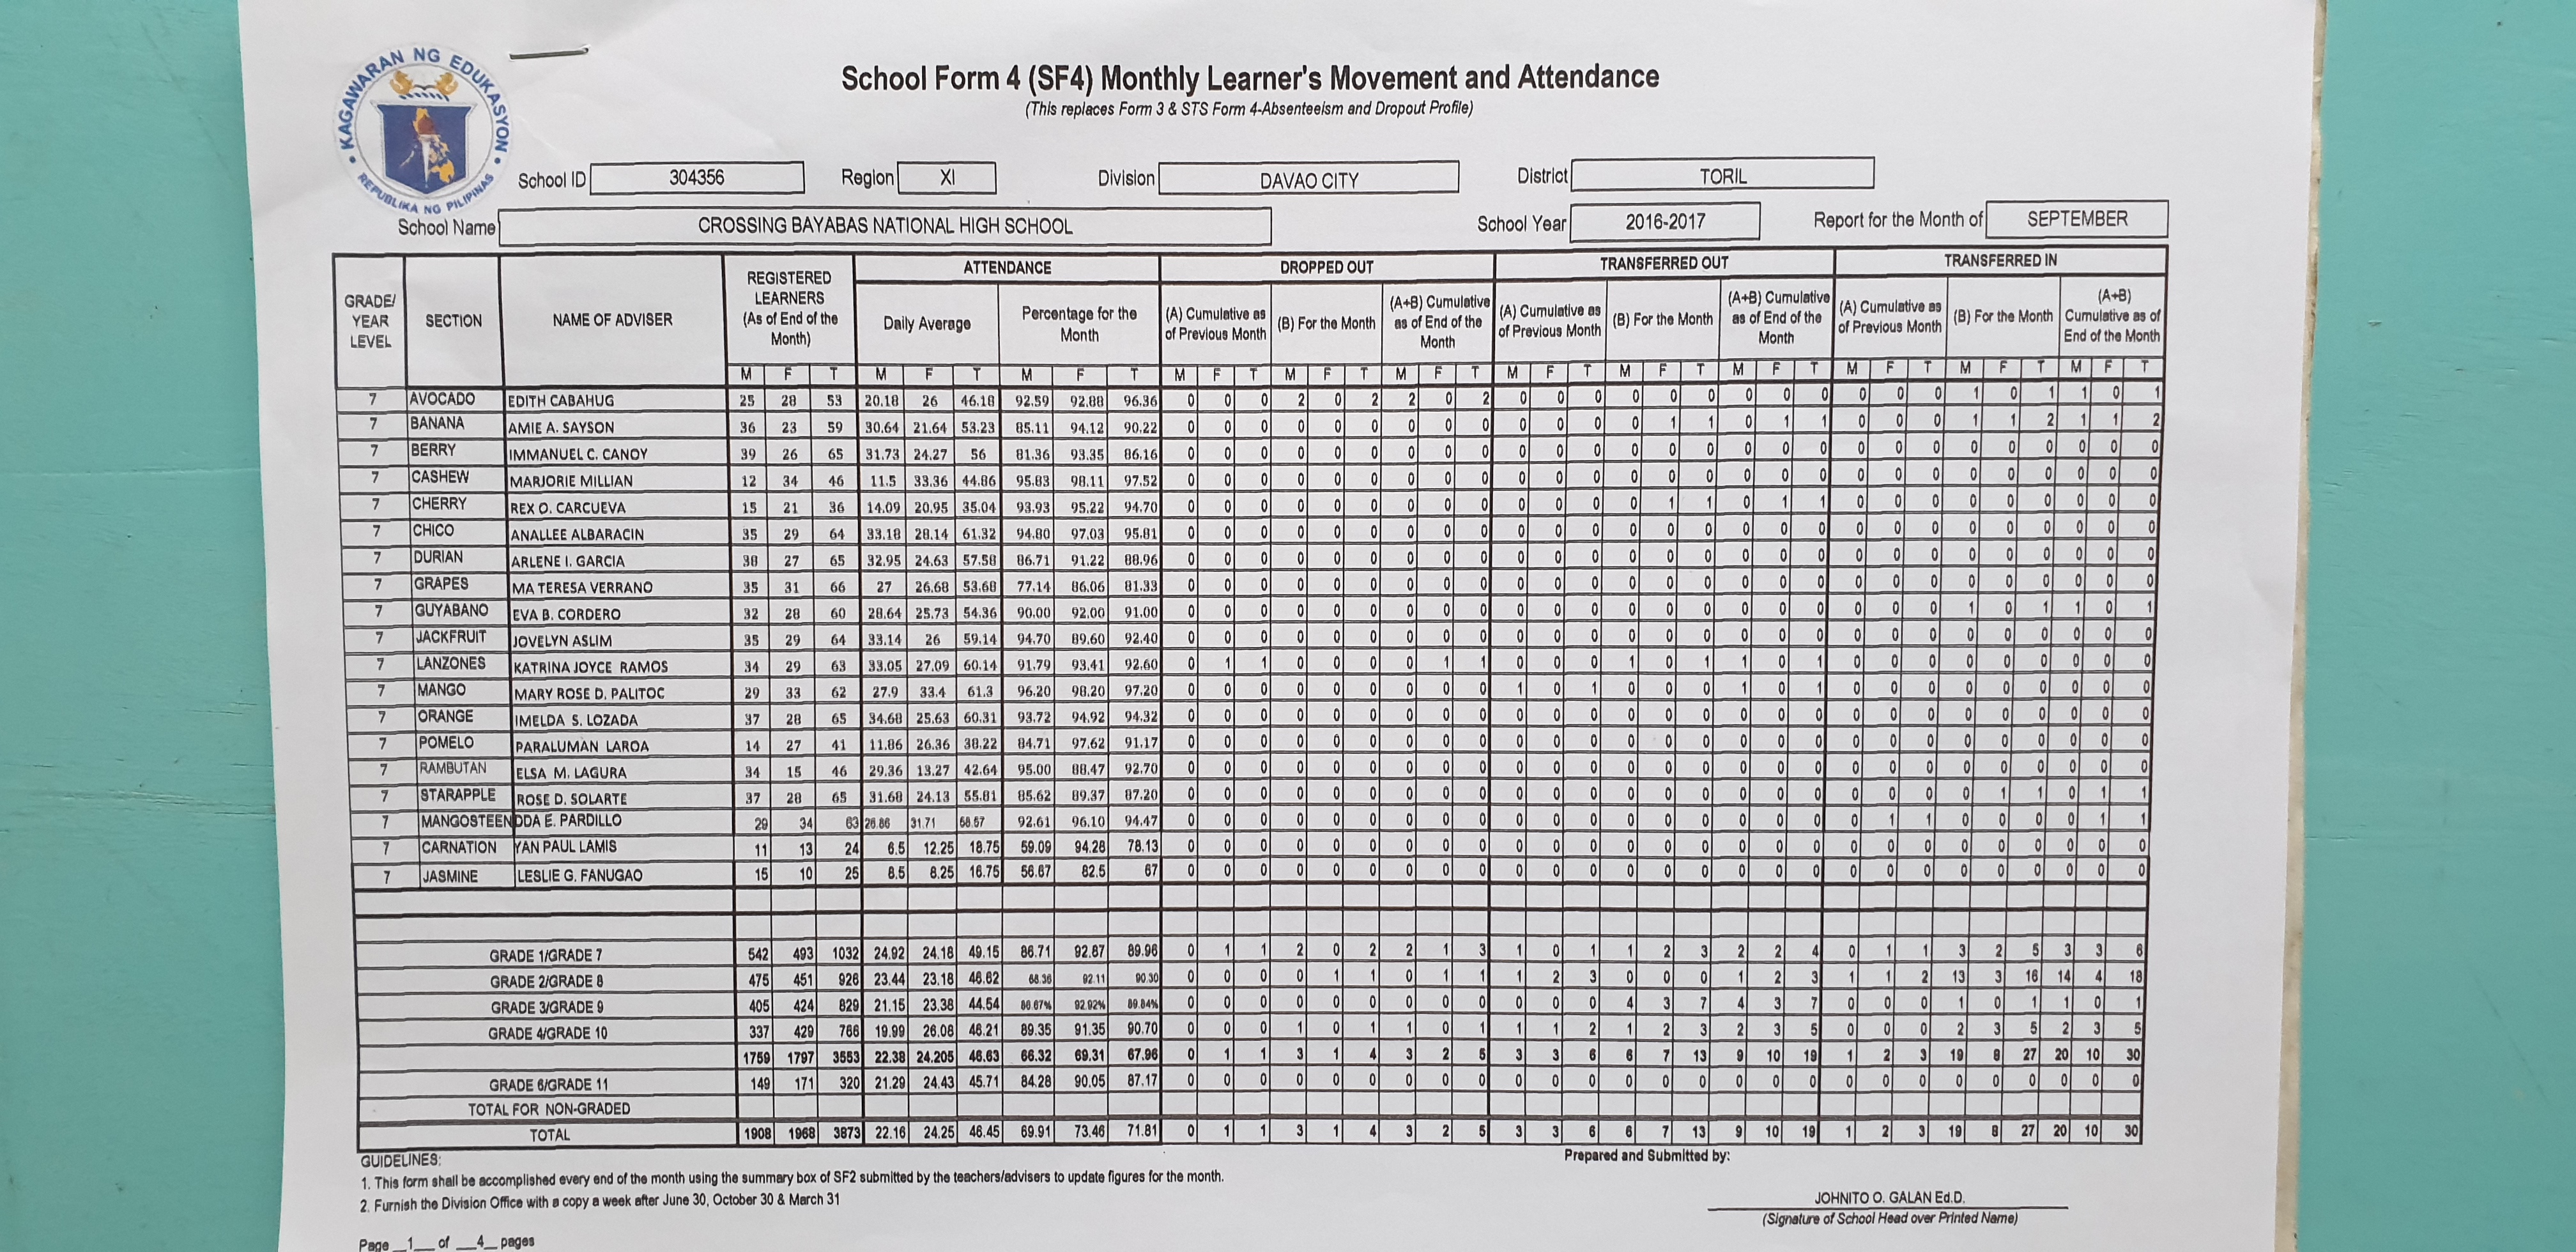 KAGAWARAN NG EDUKASYON
REPUBLIKA NG PILIPINAS
School Form 4 (SF4) Monthly Learner's Movement and Attendance
(This replaces Form 3 & STS Form 4-Absenteeism and Dropout Profile)
School ID 304356 Region XI Division DAVAO CITY District TORIL
School Name CROSSING BAYABAS NATIONAL HIGH SCHOOL School Year 2016-2017 Report for the Month of SEPTEMBER
GRADE/ YEAR LEVEL SECTION NAME OF ADVISER REGISTERED LEARNERS (As of End of the Month) ATTENDANCE DROPPED OUT TRANSFERRED OUT TRANSFERRED IN
Daily Average Percentage for the Month (A) Cumulative as of Previous Month (B) For the Month (A+B) Cumulative as of End of the Month (A) Cumulative as of Previous Month (B) For the Month (A+B) Cumulative as of End of the Month (A) Cumulative as of Previous Month (B) For the Month (A+B) Cumulative as of End of the Month
M F T M F T M F T M F T M F T M F T M F T M F T M F T M F T M F T M F T
7 AVOCADO EDITH CABAHUG 25 28 53 20.18 26 46.18 92.59 92.88 96.36 0 0 0 2 0 2 2 0 2 0 0 0 0 0 0 0 0 0 0 0 0 1 0 1 1 0 1
7 BANANA AMIE A. SAYSON 36 23 59 30.64 21.64 53.23 85.11 94.12 90.22 0 0 0 0 0 0 0 0 0 0 0 0 0 1 1 0 1 1 0 0 0 1 1 2 1 1 2
7 BERRY IMMANUEL C. CANOY 39 26 65 31.73 24.27 56 81.36 93.35 86.16 0 0 0 0 0 0 0 0 0 0 0 0 0 0 0 0 0 0 0 0 0 0 0 0 0 0 0
7 CASHEW MARJORIE MILLIAN 12 34 46 11.5 33.36 44.86 95.83 98.11 97.52 0 0 0 0 0 0 0 0 0 0 0 0 0 0 0 0 0 0 0 0 0 0 0 0 0 0 0
7 CHERRY REX O. CARCUEVA 15 21 36 14.09 20.95 35.04 93.93 95.22 94.70 0 0 0 0 0 0 0 0 0 0 0 0 0 1 1 0 1 1 0 0 0 0 0 0 0 0 0
7 CHICO ANALLEE ALBARACIN 35 29 64 33.18 28.14 61.32 94.80 97.03 95.81 0 0 0 0 0 0 0 0 0 0 0 0 0 0 0 0 0 0 0 0 0 0 0 0 0 0 0
7 DURIAN ARLENE I. GARCIA 38 27 65 32.95 24.63 57.58 86.71 91.22 88.96 0 0 0 0 0 0 0 0 0 0 0 0 0 0 0 0 0 0 0 0 0 0 0 0 0 0 0
7 GRAPES MA TERESA VERRANO 35 31 66 27 26.68 53.68 77.14 86.06 81.33 0 0 0 0 0 0 0 0 0 0 0 0 0 0 0 0 0 0 0 0 0 0 0 0 0 0 0
7 GUYABANO EVA B. CORDERO 32 28 60 28.64 25.73 54.36 90.00 92.00 91.00 0 0 0 0 0 0 0 0 0 0 0 0 0 0 0 0 0 0 0 0 0 1 0 1 1 0 1
7 JACKFRUIT JOVELYN ASLIM 35 29 64 33.14 26 59.14 94.70 89.60 92.40 0 0 0 0 0 0 0 0 0 0 0 0 0 0 0 0 0 0 0 0 0 0 0 0 0 0 0
7 LANZONES KATRINA JOYCE RAMOS 34 29 63 33.05 27.09 60.14 91.79 93.41 92.60 0 1 1 0 0 0 0 1 1 0 0 0 1 0 1 1 0 1 0 0 0 0 0 0 0 0 0
7 MANGO MARY ROSE D. PALITOC 29 33 62 27.9 33.4 61.3 96.20 98.20 97.20 0 0 0 0 0 0 0 0 0 1 0 1 0 0 0 1 0 1 0 0 0 0 0 0 0 0 0
7 ORANGE IMELDA S. LOZADA 37 28 65 34.68 25.63 60.31 93.72 94.92 94.32 0 0 0 0 0 0 0 0 0 0 0 0 0 0 0 0 0 0 0 0 0 0 0 0 0 0 0
7 POMELO PARALUMAN LAROA 14 27 41 11.86 26.36 38.22 84.71 97.62 91.17 0 0 0 0 0 0 0 0 0 0 0 0 0 0 0 0 0 0 0 0 0 0 0 0 0 0 0
7 RAMBUTAN ELSA M. LAGURA 34 15 46 29.36 13.27 42.64 95.00 88.47 92.70 0 0 0 0 0 0 0 0 0 0 0 0 0 0 0 0 0 0 0 0 0 0 0 0 0 0 0
7 STARAPPLE ROSE D. SOLARTE 37 28 65 31.68 24.13 55.81 85.62 89.37 87.20 0 0 0 0 0 0 0 0 0 0 0 0 0 0 0 0 0 0 0 0 0 0 1 1 0 1 1
7 MANGOSTEEN DDA E. PARDILLO 29 34 63 26.86 31.71 58.57 92.61 96.10 94.47 0 0 0 0 0 0 0 0 0 0 0 0 0 0 0 0 0 0 0 1 1 0 0 0 0 1 1
7 CARNATION YAN PAUL LAMIS 11 13 24 6.5 12.25 18.75 59.09 94.28 78.13 0 0 0 0 0 0 0 0 0 0 0 0 0 0 0 0 0 0 0 0 0 0 0 0 0 0 0
7 JASMINE LESLIE G. FANUGAO 15 10 25 8.5 8.25 16.75 56.67 82.5 67 0 0 0 0 0 0 0 0 0 0 0 0 0 0 0 0 0 0 0 0 0 0 0 0 0 0 0
GRADE 1/GRADE 7 542 493 1032 24.92 24.18 49.15 86.71 92.87 89.96 0 1 1 2 0 2 2 1 3 1 0 1 1 2 3 2 2 4 0 1 1 3 2 5 3 3 6
GRADE 2/GRADE 8 475 451 926 23.44 23.18 46.62 88.36 92.11 90.30 0 0 0 0 1 1 0 1 1 1 2 3 0 0 0 1 2 3 1 1 2 13 3 16 14 4 18
GRADE 3/GRADE 9 405 424 829 21.15 23.38 44.54 86.67% 92.92% 89.84% 0 0 0 0 0 0 0 0 0 0 0 0 4 3 7 4 3 7 0 0 0 1 0 1 1 0 1
GRADE 4/GRADE 10 337 429 766 19.99 26.08 46.21 89.35 91.35 90.70 0 0 0 1 0 1 1 0 1 1 1 2 1 2 3 2 3 5 0 0 0 2 3 5 2 3 5
1759 1797 3553 22.38 24.205 46.63 66.32 69.31 67.96 0 1 1 3 1 4 3 2 5 3 3 6 6 7 13 9 10 19 1 2 3 19 8 27 20 10 30
GRADE 6/GRADE 11 149 171 320 21.29 24.43 45.71 84.28 90.05 87.17 0 0 0 0 0 0 0 0 0 0 0 0 0 0 0 0 0 0 0 0 0 0 0 0 0 0 0
TOTAL FOR NON-GRADED
TOTAL 1908 1968 3873 22.16 24.25 46.45 69.91 73.46 71.81 0 1 1 3 1 4 3 2 5 3 3 6 6 7 13 9 10 19 1 2 3 19 8 27 20 10 30
GUIDELINES:
Prepared and Submitted by:
1. This form shall be accomplished every end of the month using the summary box of SF2 submitted by the teachers/advisers to update figures for the month.
2. Furnish the Division Office with a copy a week after June 30, October 30 & March 31
JOHNITO O. GALAN Ed.D.
(Signature of School Head over Printed Name)
Page __1__ of __4__ pages